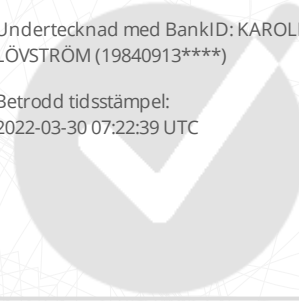 Undertecknad med BankID: KAROLI
LÖVSTRÖM (19840913****)
Betrodd tidsstämpel:
2022-03-30 07:22:39 UTC